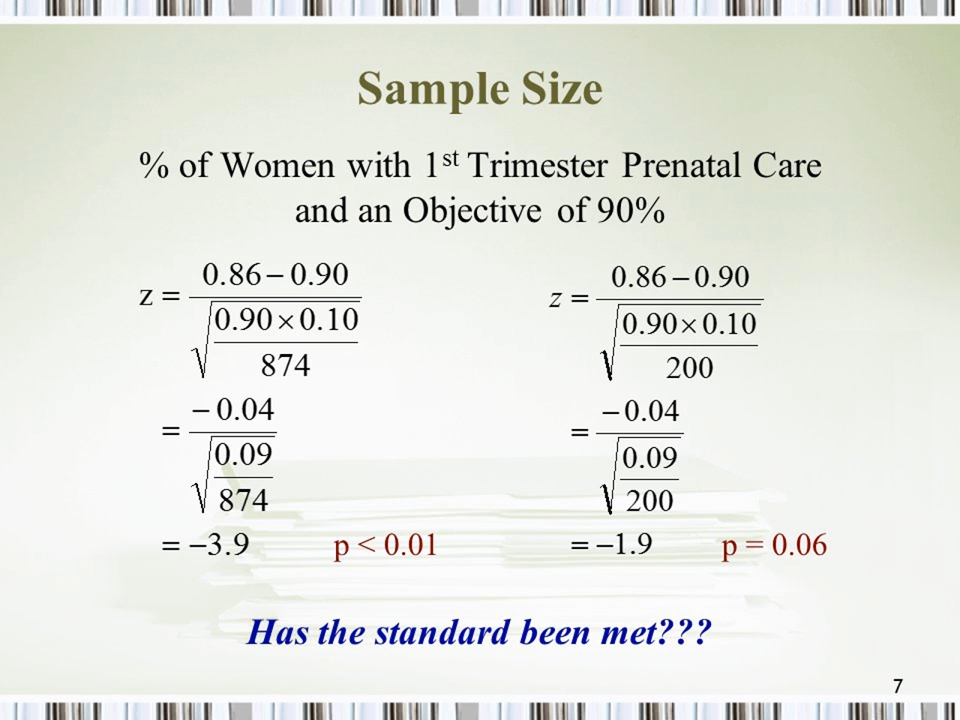 Sample Size
% of Women with 1st Trimester Prenatal Care
and an Objective of 90%
z = (0.86 − 0.90) / √(0.90 × 0.10 / 874)
= −0.04 / √(0.09 / 874)
= −3.9 p < 0.01
z = (0.86 − 0.90) / √(0.90 × 0.10 / 200)
= −0.04 / √(0.09 / 200)
= −1.9 p = 0.06
Has the standard been met???
7